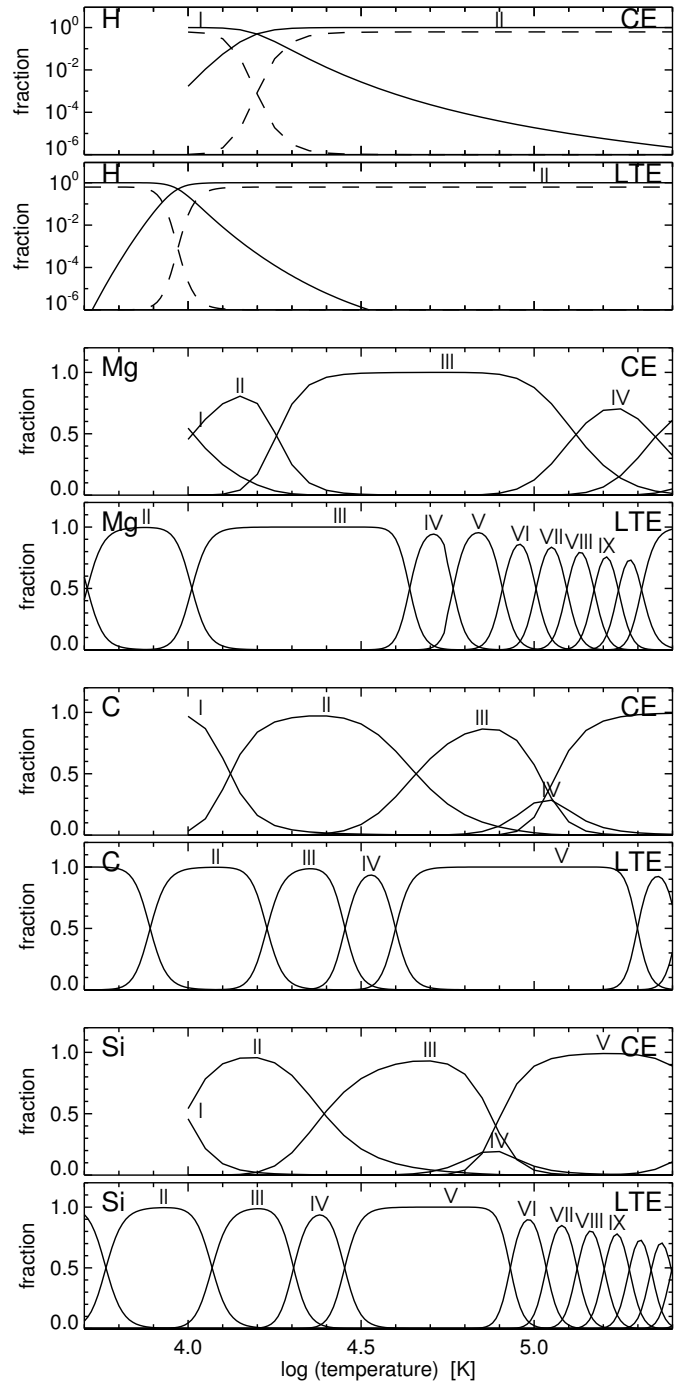 H I II CE
10⁰
10⁻²
10⁻⁴
10⁻⁶
fraction
H II LTE
10⁰
10⁻²
10⁻⁴
10⁻⁶
fraction
Mg I II III IV CE
1.0
0.5
0.0
fraction
Mg II III IV V VI VII VIII IX LTE
1.0
0.5
0.0
fraction
C I II III IV CE
1.0
0.5
0.0
fraction
C II III IV V LTE
1.0
0.5
0.0
fraction
Si I II III IV V CE
1.0
0.5
0.0
fraction
Si II III IV V VI VII VIII IX LTE
1.0
0.5
0.0
fraction
4.0 4.5 5.0
log (temperature) [K]